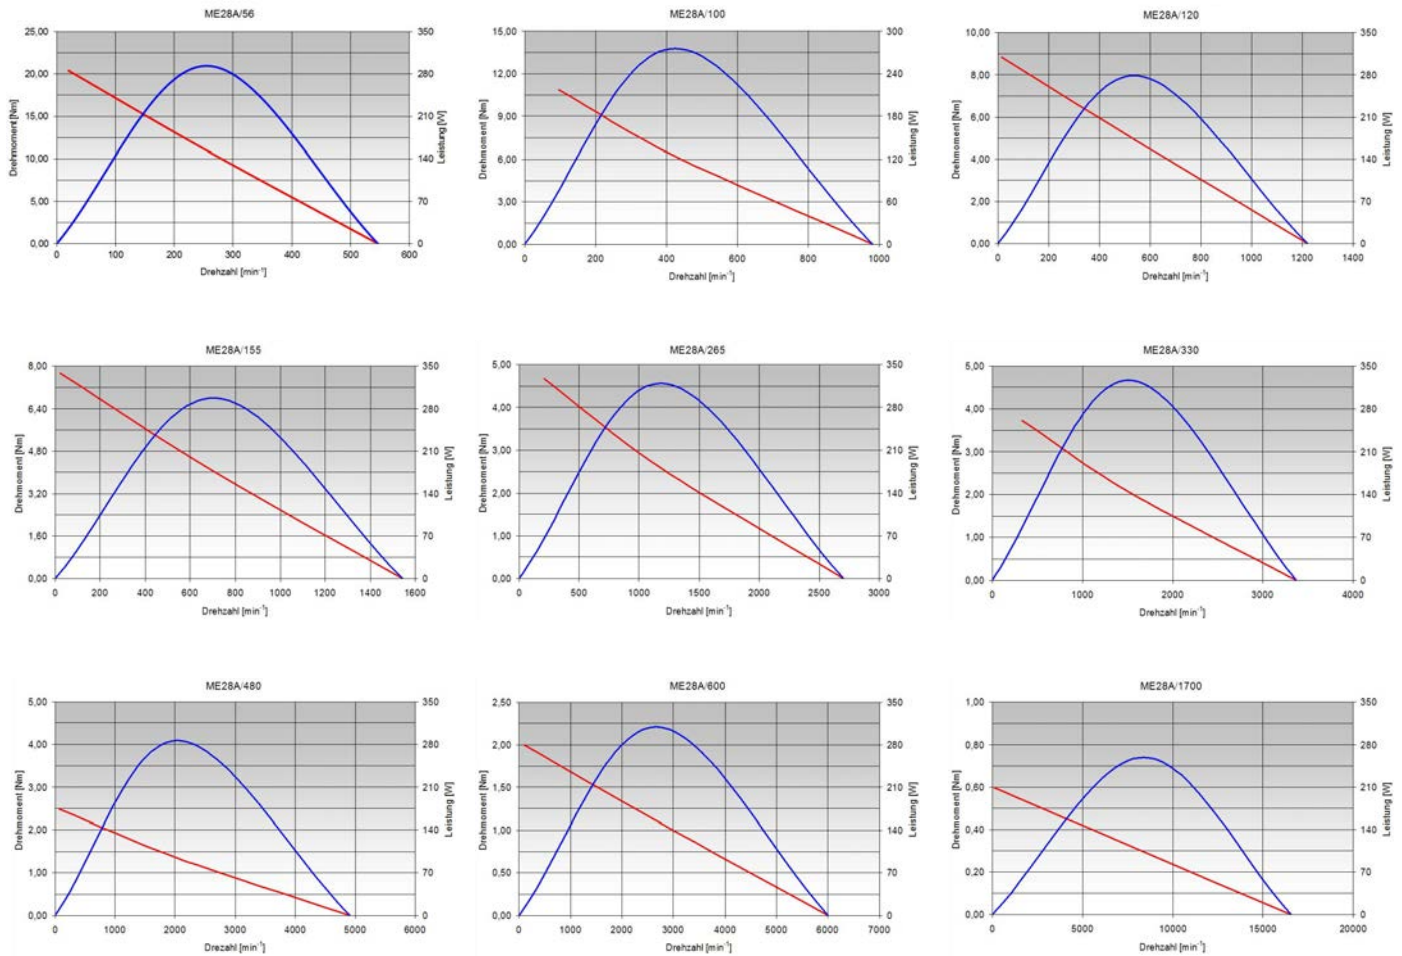 ME28A/56
25,00 20,00 15,00 10,00 5,00 0,00
Drehmoment [Nm]
350 280 210 140 70 0
Leistung [W]
0 100 200 300 400 500 600
Drehzahl [min⁻¹]
ME28A/100
15,00 12,00 9,00 6,00 3,00 0,00
Drehmoment [Nm]
300 240 180 120 60 0
Leistung [W]
0 200 400 600 800 1000
Drehzahl [min⁻¹]
ME28A/120
10,00 8,00 6,00 4,00 2,00 0,00
Drehmoment [Nm]
350 280 210 140 70 0
Leistung [W]
0 200 400 600 800 1000 1200 1400
Drehzahl [min⁻¹]
ME28A/155
8,00 6,40 4,80 3,20 1,60 0,00
Drehmoment [Nm]
350 280 210 140 70 0
Leistung [W]
0 200 400 600 800 1000 1200 1400 1600
Drehzahl [min⁻¹]
ME28A/265
5,00 4,00 3,00 2,00 1,00 0,00
Drehmoment [Nm]
350 280 210 140 70 0
Leistung [W]
0 500 1000 1500 2000 2500 3000
Drehzahl [min⁻¹]
ME28A/330
5,00 4,00 3,00 2,00 1,00 0,00
Drehmoment [Nm]
350 280 210 140 70 0
Leistung [W]
0 1000 2000 3000 4000
Drehzahl [min⁻¹]
ME28A/480
5,00 4,00 3,00 2,00 1,00 0,00
Drehmoment [Nm]
350 280 210 140 70 0
Leistung [W]
0 1000 2000 3000 4000 5000 6000
Drezahl [min⁻¹]
ME28A/600
2,50 2,00 1,50 1,00 0,50 0,00
Drehmoment [Nm]
350 280 210 140 70 0
Leistung [W]
0 1000 2000 3000 4000 5000 6000 7000
Drehzahl [min⁻¹]
ME28A/1700
1,00 0,80 0,60 0,40 0,20 0,00
Drehmoment [Nm]
350 280 210 140 70 0
Leistung [W]
0 5000 10000 15000 20000
Drehzahl [min⁻¹]